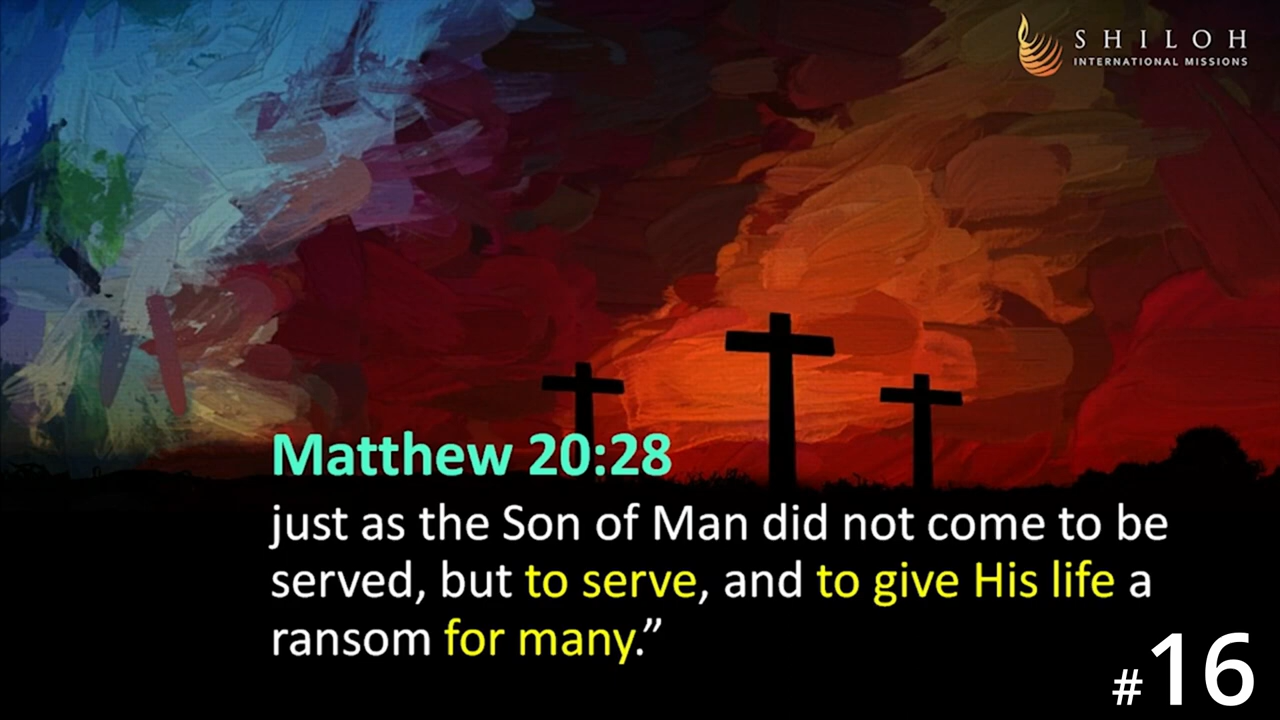 SHILOH
INTERNATIONAL MISSIONS
Matthew 20:28
just as the Son of Man did not come to be
served, but to serve, and to give His life a
ransom for many.”
#16